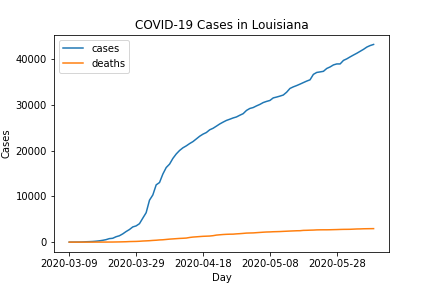 COVID-19 Cases in Louisiana
cases
deaths
40000
30000
20000
10000
0
Cases
2020-03-09 2020-03-29 2020-04-18 2020-05-08 2020-05-28
Day